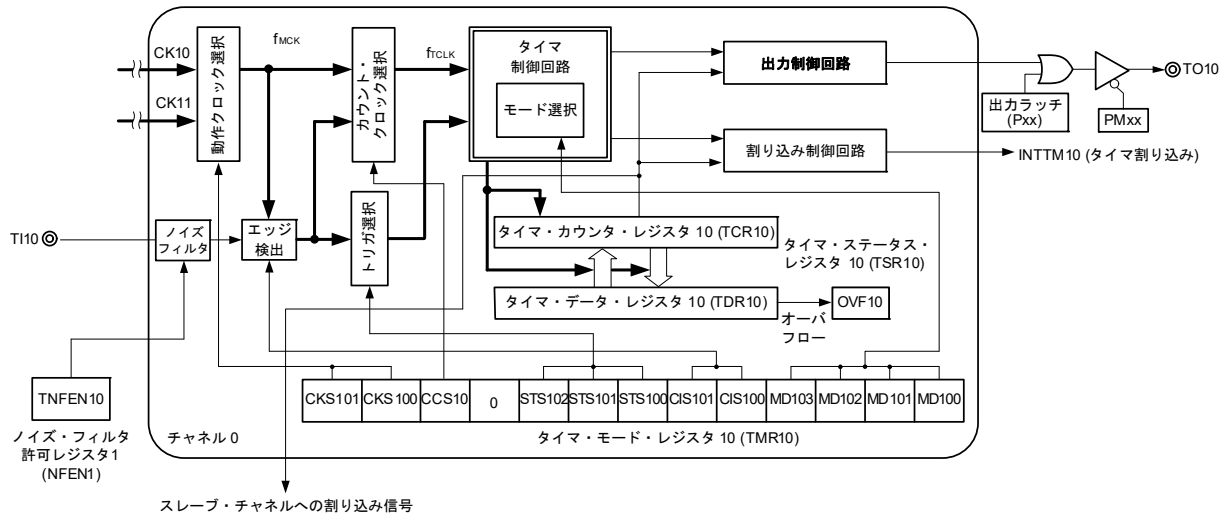 CK10
CK11
動作クロック選択
fMCK
カウント・
クロック選択
fTCLK
タイマ
制御回路
モード選択
出力制御回路
出力ラッチ
(Pxx)
PMxx
TO10
割り込み制御回路
INTTM10 (タイマ割り込み)
TI10
ノイズ
フィルタ
エッジ
検出
トリガ選択
タイマ・カウンタ・レジスタ 10 (TCR10)
タイマ・ステータス・
レジスタ 10 (TSR10)
タイマ・データ・レジスタ 10 (TDR10)
オーバ
フロー
OVF10
TNFEN10
ノイズ・フィルタ
許可レジスタ1
(NFEN1)
CKS101 CKS100 CCS10 0 STS102 STS101 STS100 CIS101 CIS100 MD103 MD102 MD101 MD100
チャネル 0
タイマ・モード・レジスタ 10 (TMR10)
スレーブ・チャネルへの割り込み信号